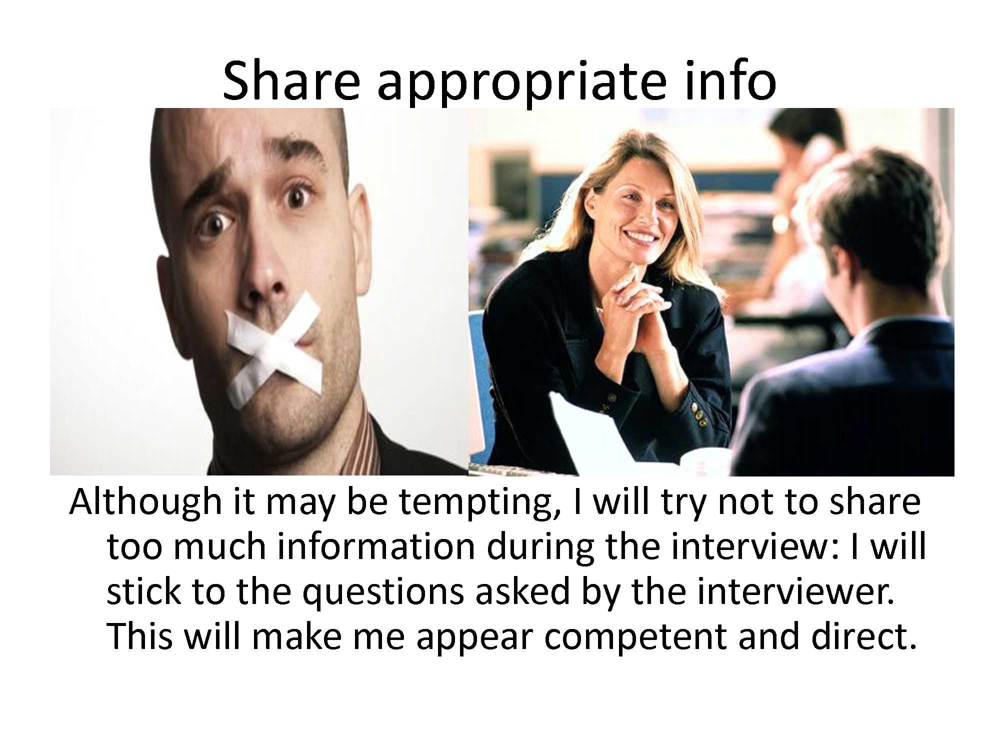 Share appropriate info
Although it may be tempting, I will try not to share
too much information during the interview: I will
stick to the questions asked by the interviewer.
This will make me appear competent and direct.